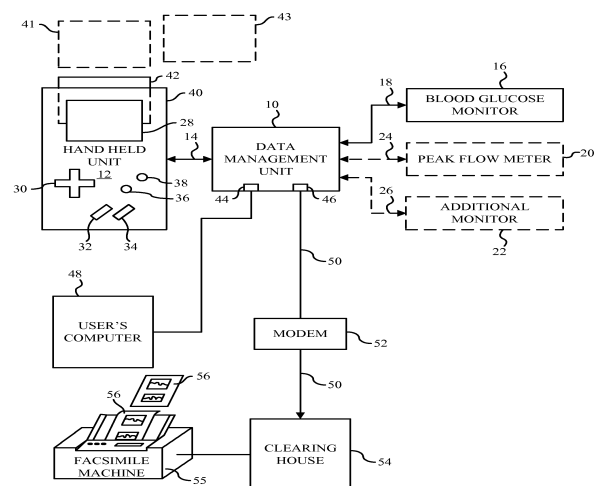 41
43
42
40
28
HAND HELD
UNIT
12
30
38
36
32
34
14
10
DATA
MANAGEMENT
UNIT
44
46
16
18
BLOOD GLUCOSE
MONITOR
24
PEAK FLOW METER
20
26
ADDITIONAL
MONITOR
22
48
USER'S
COMPUTER
50
MODEM
52
50
56
56
FACSIMILE
MACHINE
55
CLEARING
HOUSE
54